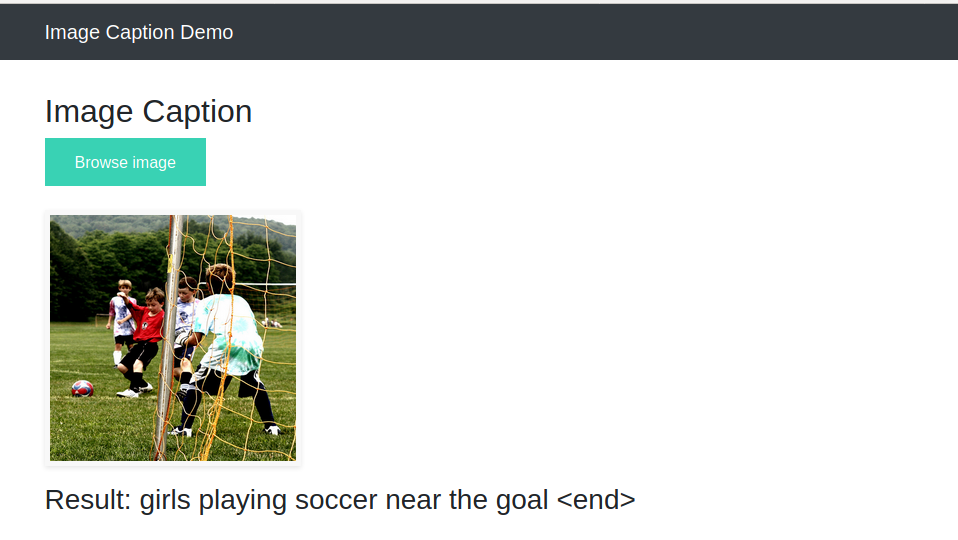 Image Caption Demo
Image Caption
Browse image
Result: girls playing soccer near the goal <end>